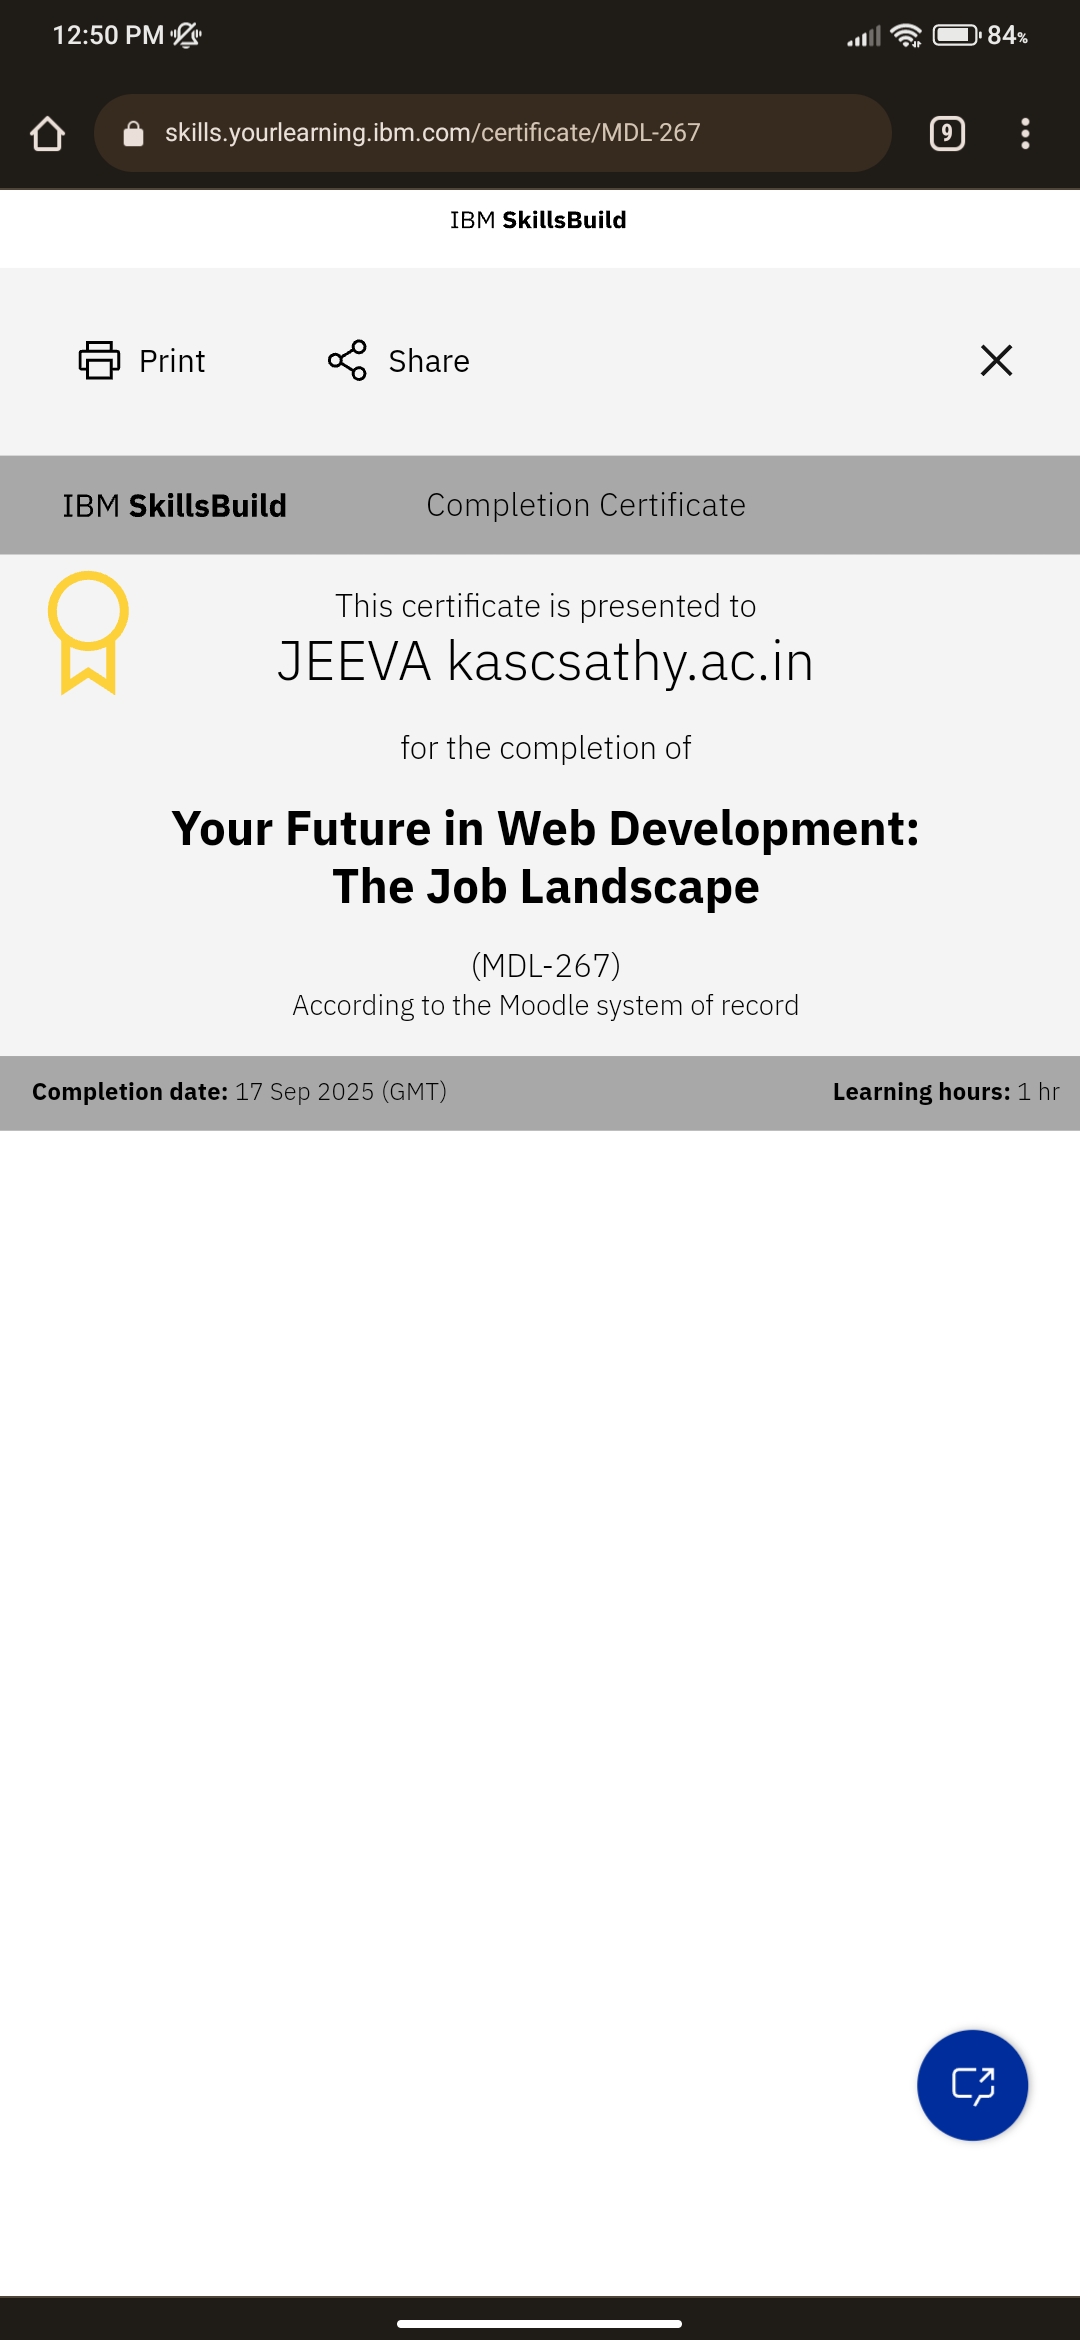 12:50 PM 84%
skills.yourlearning.ibm.com/certificate/MDL-267 9
IBM SkillsBuild
Print Share
IBM SkillsBuild Completion Certificate
This certificate is presented to
JEEVA kascsathy.ac.in
for the completion of
Your Future in Web Development:
The Job Landscape
(MDL-267)
According to the Moodle system of record
Completion date: 17 Sep 2025 (GMT) Learning hours: 1 hr